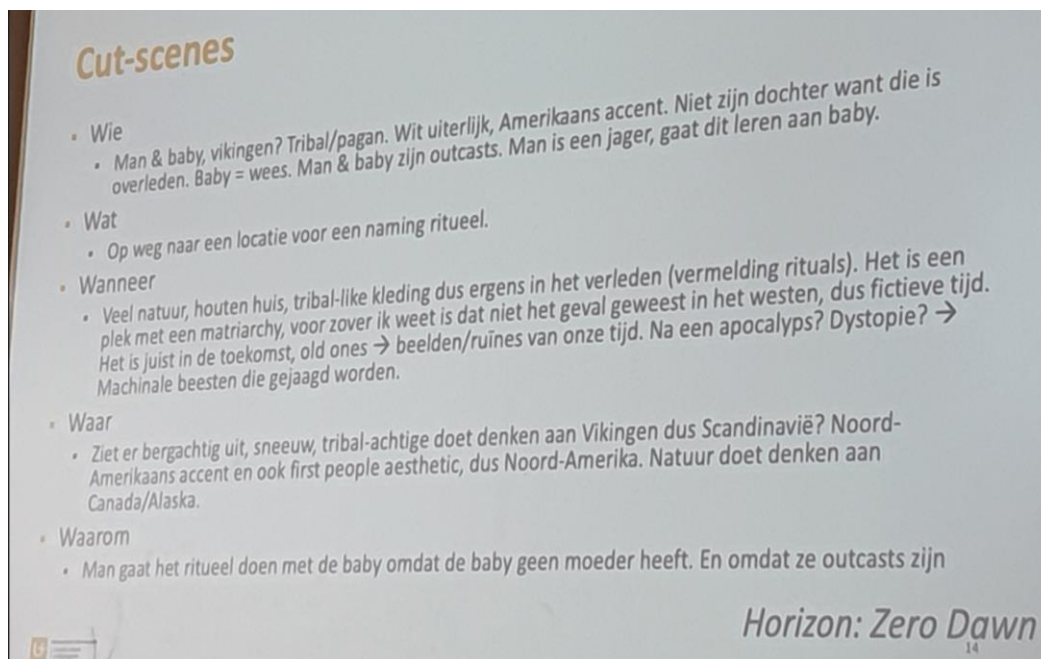 Cut-scenes
▪ Wie
• Man & baby, vikingen? Tribal/pagan. Wit uiterlijk, Amerikaans accent. Niet zijn dochter want die is
overleden. Baby = wees. Man & baby zijn outcasts. Man is een jager, gaat dit leren aan baby.
▪ Wat
• Op weg naar een locatie voor een naming ritueel.
▪ Wanneer
• Veel natuur, houten huis, tribal-like kleding dus ergens in het verleden (vermelding rituals). Het is een
plek met een matriarchy, voor zover ik weet is dat niet het geval geweest in het westen, dus fictieve tijd.
Het is juist in de toekomst, old ones → beelden/ruïnes van onze tijd. Na een apocalyps? Dystopie? →
Machinale beesten die gejaagd worden.
▪ Waar
• Ziet er bergachtig uit, sneeuw, tribal-achtige doet denken aan Vikingen dus Scandinavië? Noord-
Amerikaans accent en ook first people aesthetic, dus Noord-Amerika. Natuur doet denken aan
Canada/Alaska.
▪ Waarom
• Man gaat het ritueel doen met de baby omdat de baby geen moeder heeft. En omdat ze outcasts zijn
Horizon: Zero Dawn
14